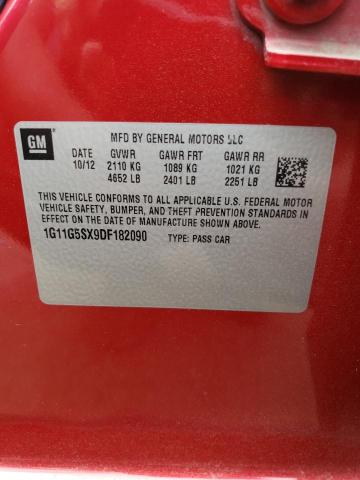 GM
MFD BY GENERAL MOTORS LLC
DATE GVWR GAWR FRT GAWR RR
10/12 2110 KG 1089 KG 1021 KG
4652 LB 2401 LB 2251 LB
THIS VEHICLE CONFORMS TO ALL APPLICABLE U.S. FEDERAL MOTOR
VEHICLE SAFETY, BUMPER, AND THEFT PREVENTION STANDARDS IN
EFFECT ON THE DATE OF MANUFACTURE SHOWN ABOVE.
1G11G5SX9DF182090 TYPE: PASS CAR